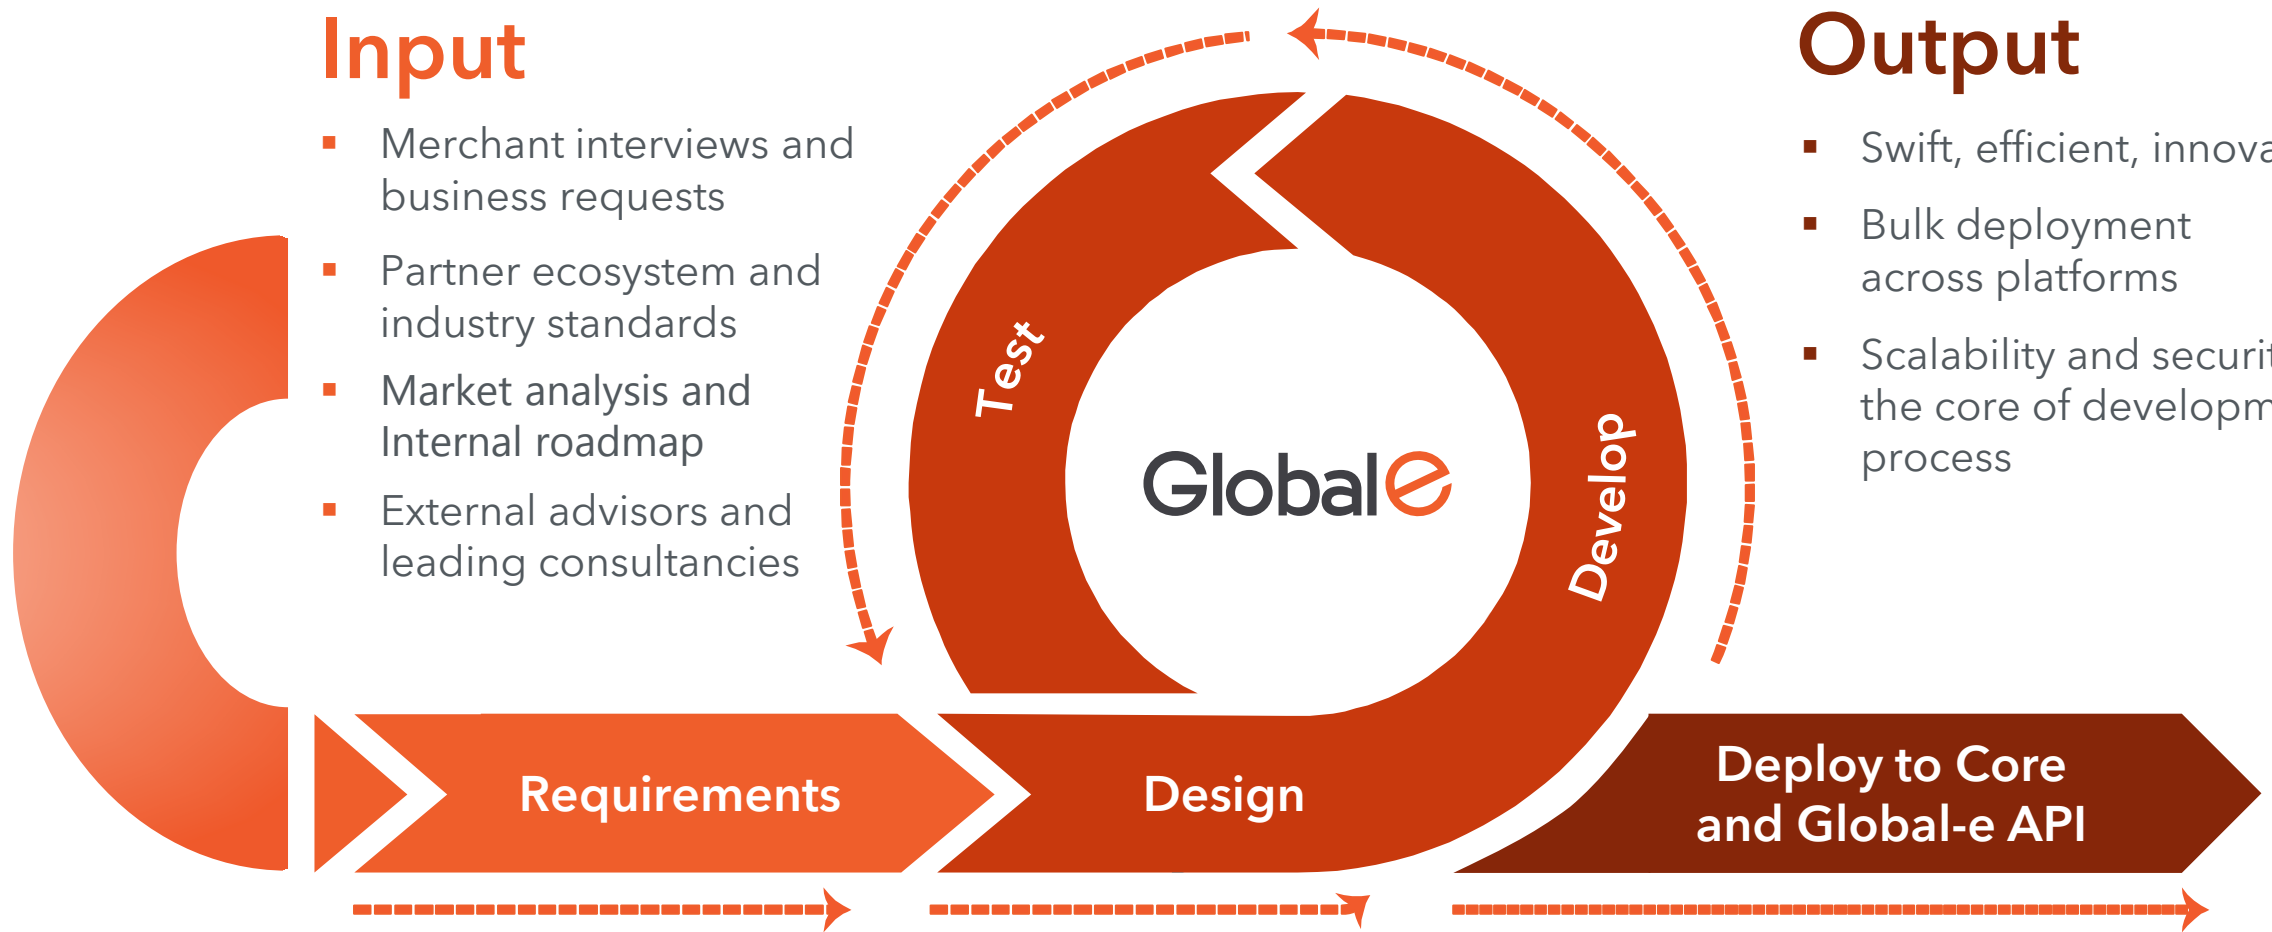 Input
Merchant interviews and
business requests
Partner ecosystem and
industry standards
Market analysis and
Internal roadmap
External advisors and
leading consultancies
Test
Develop
Globale
Requirements
Design
Deploy to Core
and Global-e API
Output
Swift, efficient,
Bulk deployment
across platforms
Scalability and
the core of
process